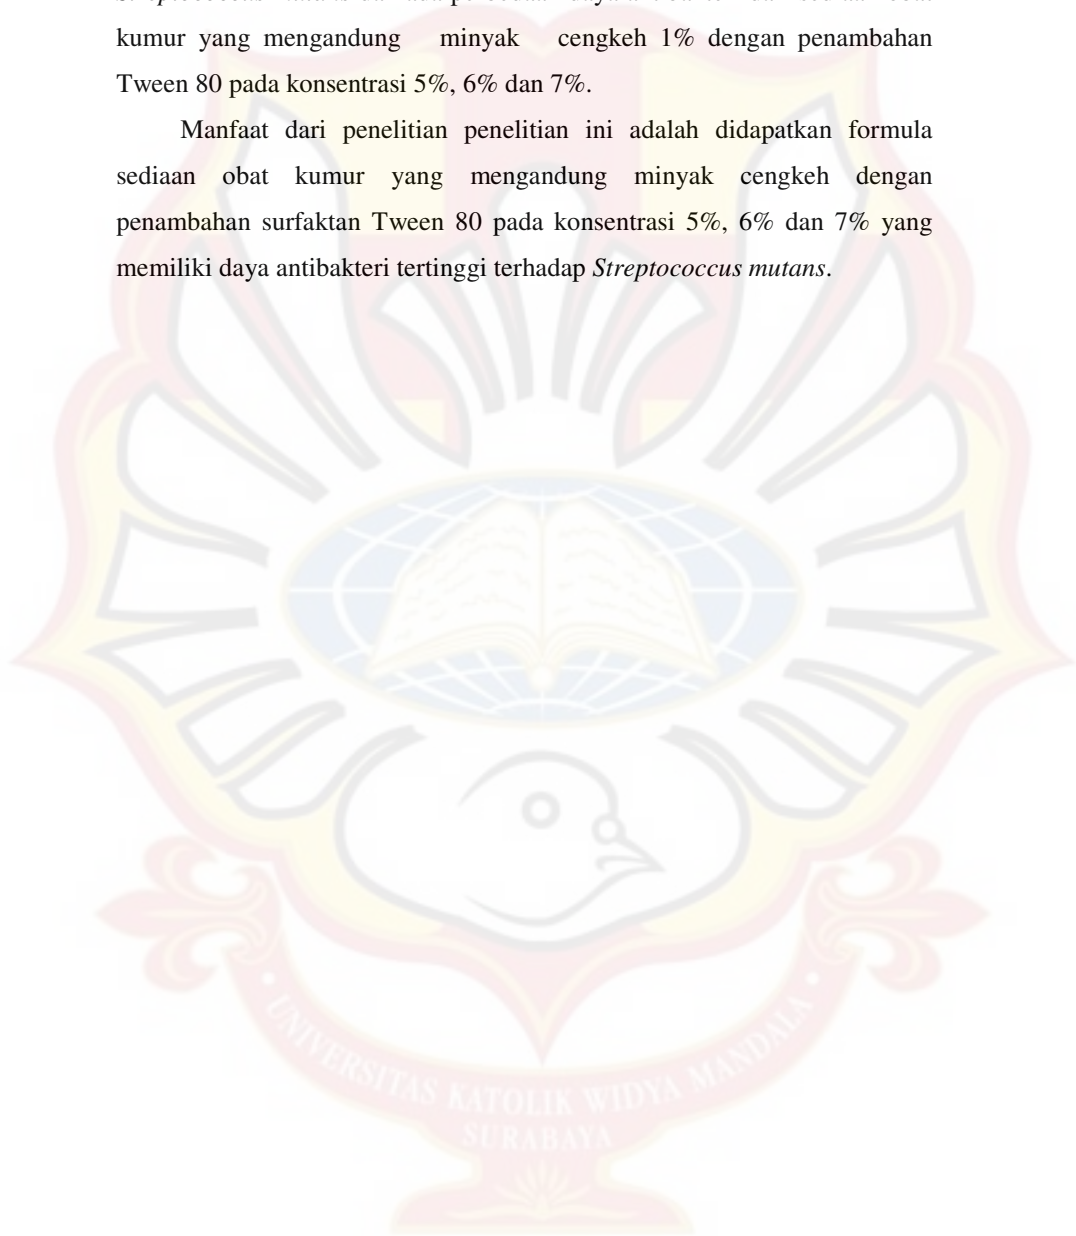 kumur yang mengandung minyak cengkeh 1% dengan penambahan
Tween 80 pada konsentrasi 5%, 6% dan 7%.
Manfaat dari penelitian penelitian ini adalah didapatkan formula
sediaan obat kumur yang mengandung minyak cengkeh dengan
penambahan surfaktan Tween 80 pada konsentrasi 5%, 6% dan 7% yang
memiliki daya antibakteri tertinggi terhadap Streptococcus mutans.
UNIVERSITAS KATOLIK WIDYA MANDALA
SURABAYA